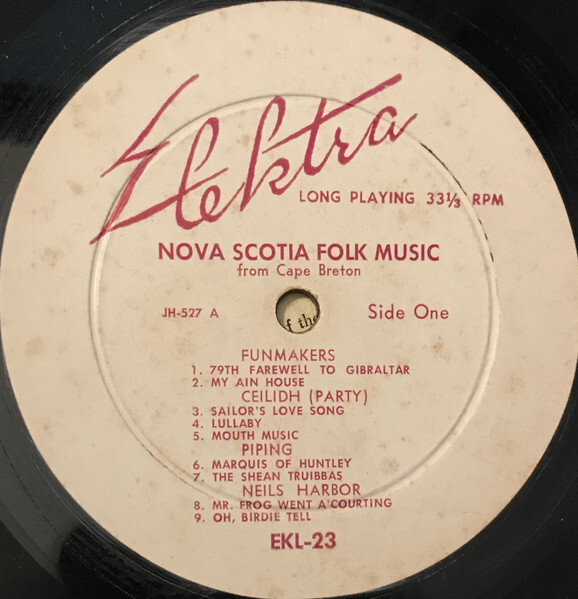 Elektra
LONG PLAYING 33⅓ RPM
NOVA SCOTIA FOLK MUSIC
from Cape Breton
JH-527 A
f the
Side One
FUNMAKERS
1. 79TH FAREWELL TO GIBRALTAR
2. MY AIN HOUSE
CEILIDH (PARTY)
3. SAILOR'S LOVE SONG
4. LULLABY
5. MOUTH MUSIC
PIPING
6. MARQUIS OF HUNTLEY
7. THE SHEAN TRUIBBAS
NEILS HARBOR
8. MR. FROG WENT A'COURTING
9. OH, BIRDIE TELL
EKL-23